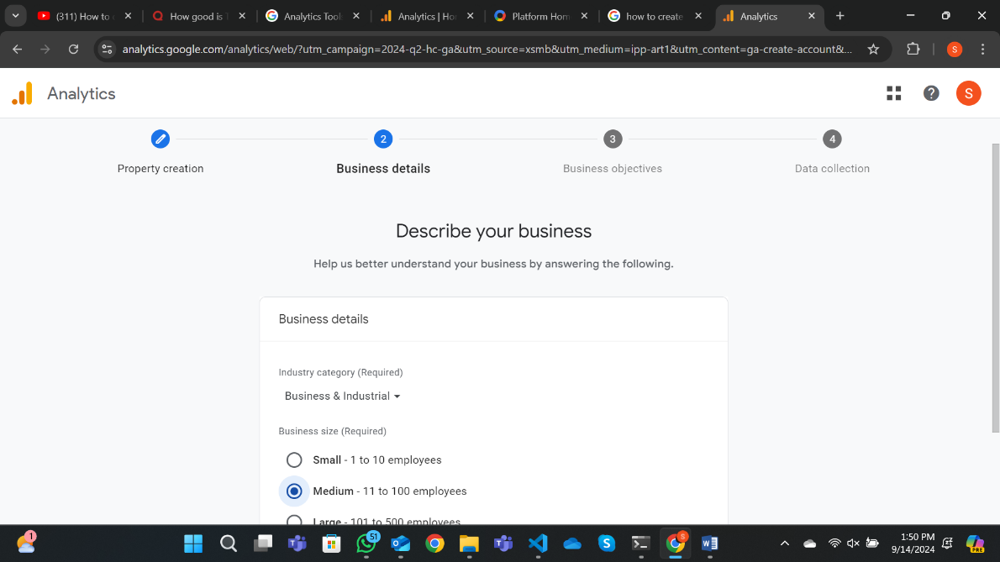 (311) How to
How good is
Analytics Tool
Analytics | Ho
Platform Hom
how to create
Analytics
analytics.google.com/analytics/web/?utm_campaign=2024-q2-hc-ga&utm_source=xsmb&utm_medium=ipp-art1&utm_content=ga-create-account&...
S
Analytics
S
2
3
4
Property creation
Business details
Business objectives
Data collection
Describe your business
Help us better understand your business by answering the following.
Business details
Industry category (Required)
Business & Industrial
Business size (Required)
Small - 1 to 10 employees
Medium - 11 to 100 employees
Large - 101 to 500 employees
1
51
S
1:50 PM
9/14/2024
PRE